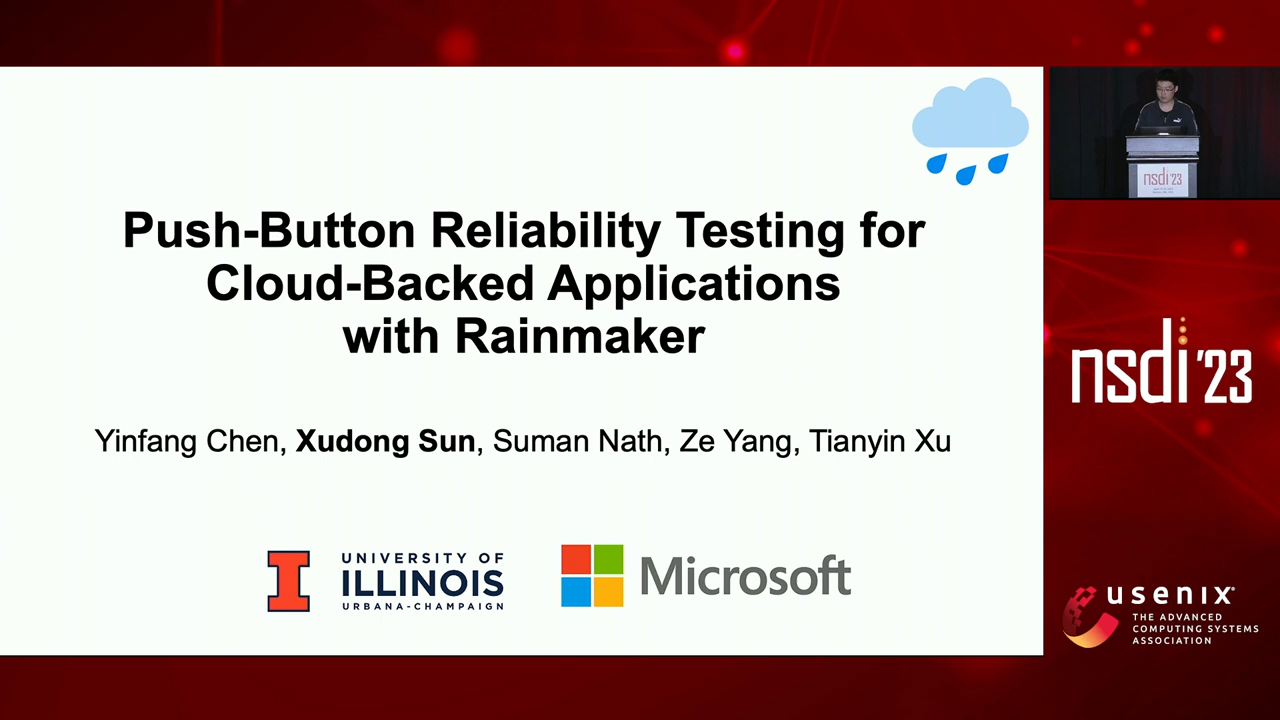 Push-Button Reliability Testing for
Cloud-Backed Applications
with Rainmaker
Yinfang Chen, Xudong Sun, Suman Nath, Ze Yang, Tianyin Xu
UNIVERSITY OF
ILLINOIS
URBANA-CHAMPAIGN
Microsoft
nsdi '23
nsdi '23
usenix
THE ADVANCED
COMPUTING SYSTEMS
ASSOCIATION